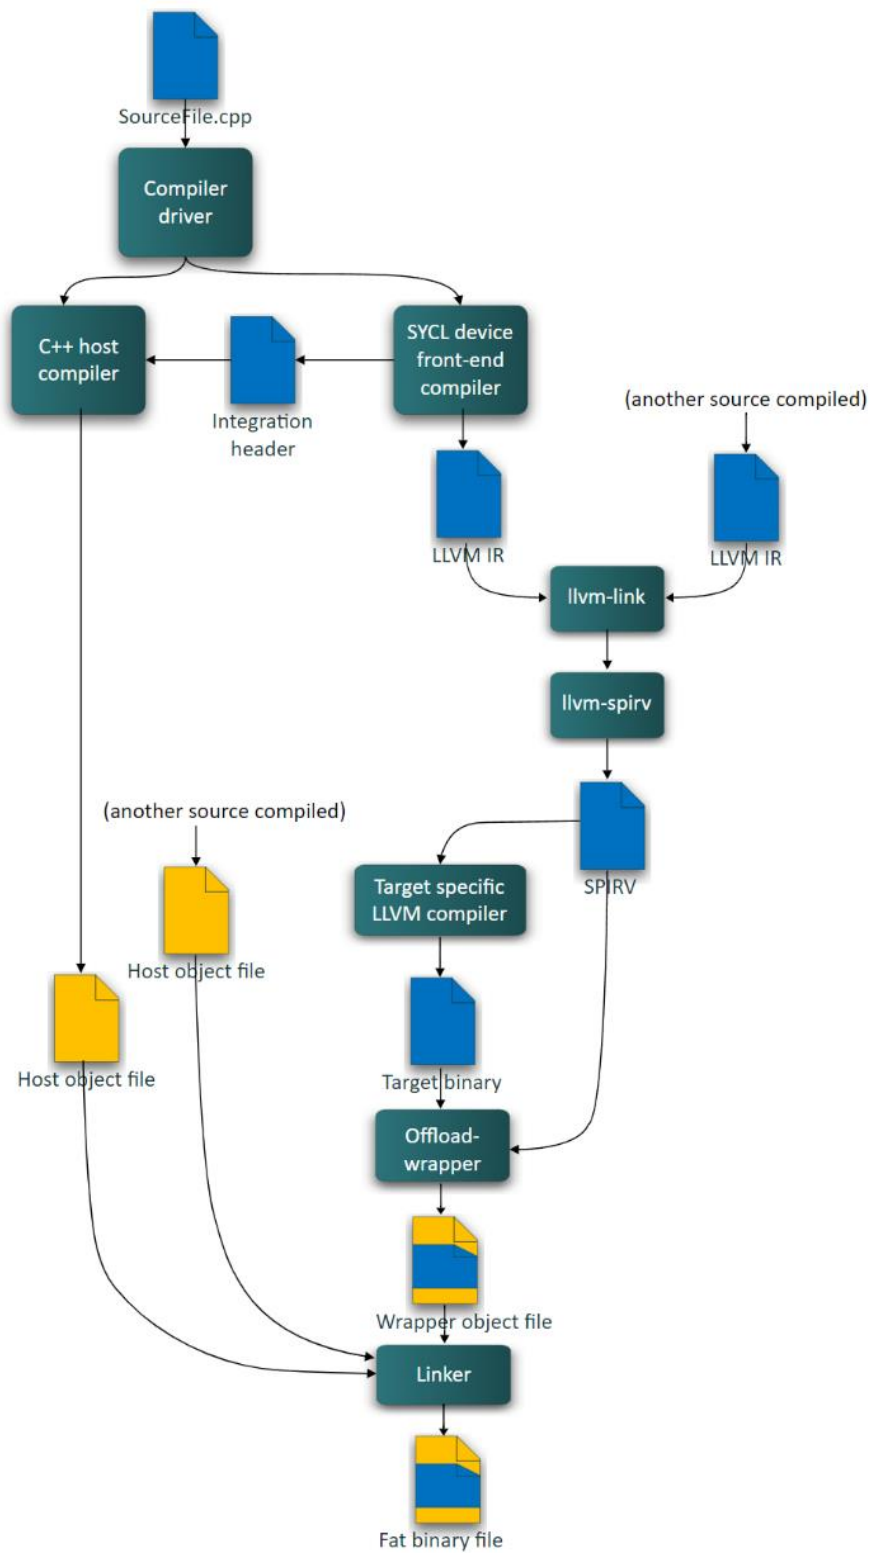 SourceFile.cpp
Compiler
driver
C++ host
compiler
Integration
header
SYCL device
front-end
compiler
(another source compiled)
LLVM IR
LLVM IR
llvm-link
llvm-spirv
SPIRV
(another source compiled)
Host object file
Host object file
Target specific
LLVM compiler
Target binary
Offload-
wrapper
Wrapper object file
Linker
Fat binary file